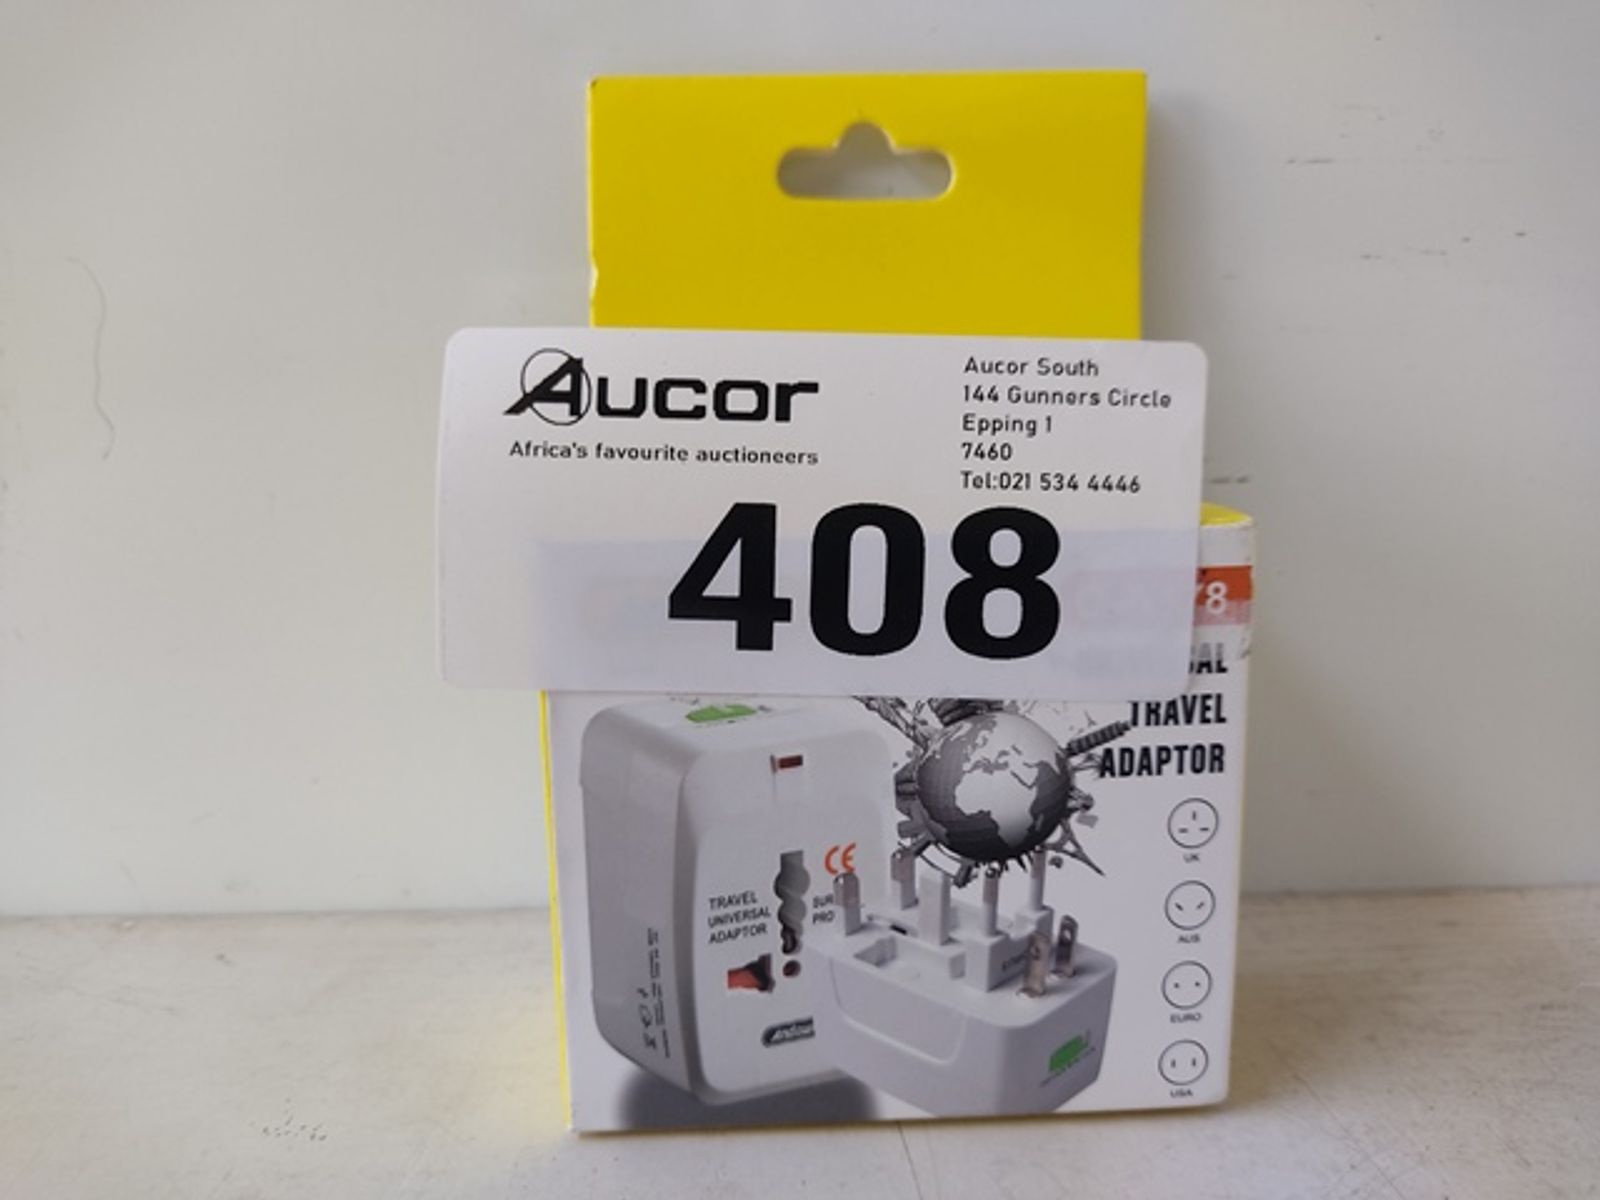 Aucor
Africa's favourite auctioneers
Aucor South
144 Gunners Circle
Epping 1
7460
Tel:021 534 4446
408
TRAVEL
ADAPTOR
CE
TRAVEL
UNIVERSAL
ADAPTOR
UK
AUS
EURO
USA